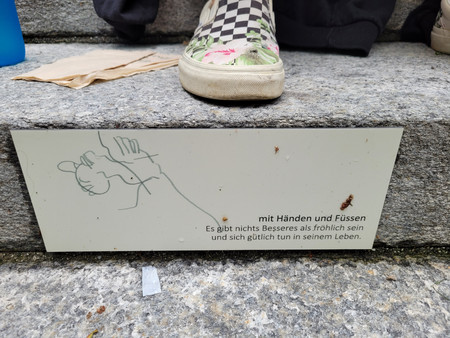 mit Händen und Füssen
Es gibt nichts Besseres als fröhlich sein
und sich gütlich tun in seinem Leben.